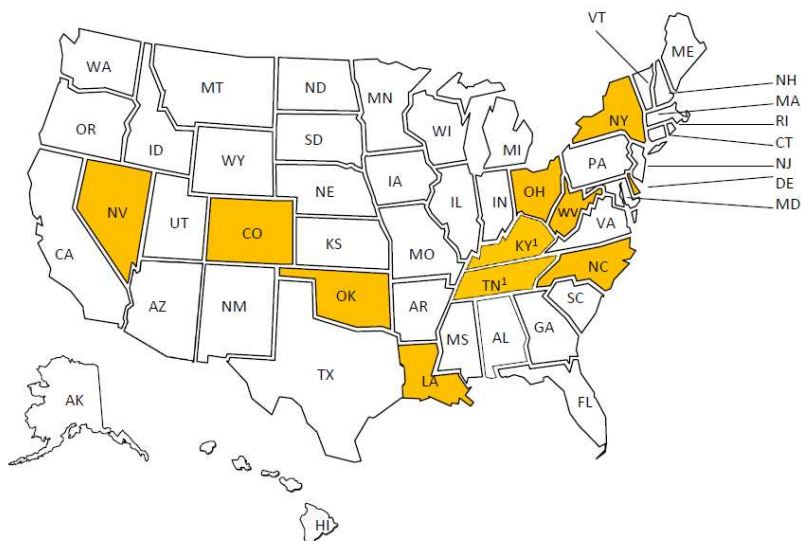 VT
ME
WA
MT
ND
MN
NH
MA
OR
ID
SD
WI
MI
NY
RI
CT
WY
IA
PA
NJ
NV
UT
CO
NE
IL
IN
OH
WV
DE
MD
CA
KS
MO
KY¹
VA
AZ
NM
OK
AR
TN¹
NC
SC
MS
AL
GA
TX
LA
FL
AK
HI